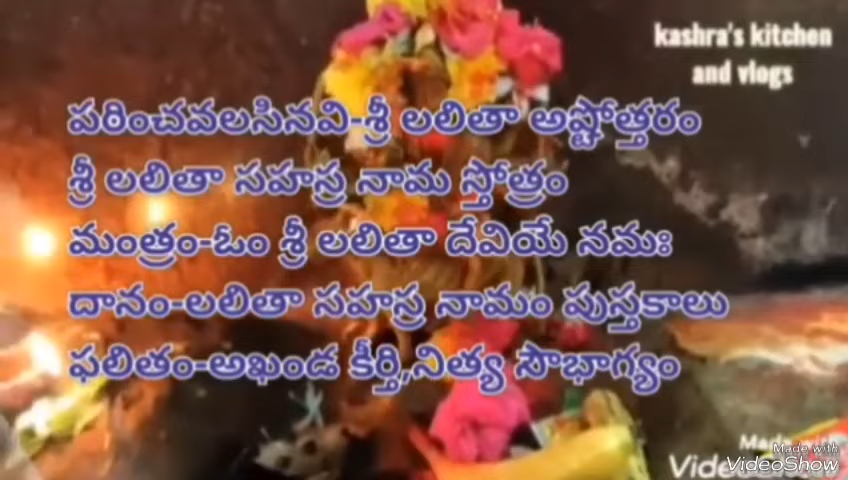 kashra's kitchen
and vlogs
పఠించవలసినవి-శ్రీ లలితా అష్టోత్తరం
శ్రీ లలితా సహస్ర నామ స్తోత్రం
మంత్రం-ఓం శ్రీ లలితా దేవియే నమః
దానం-లలితా సహస్ర నామం పుస్తకాలు
ఫలితం-అఖండ కీర్తి,నిత్య సౌభాగ్యం
Made with
VideoShow